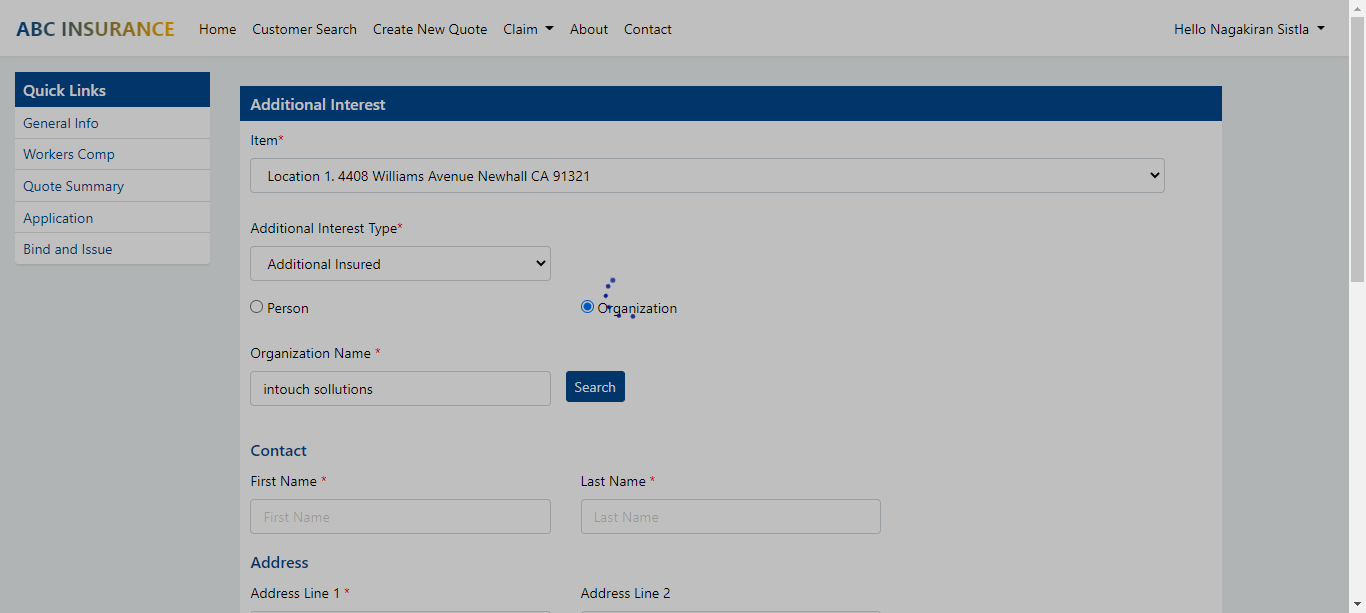 ABC INSURANCE Home Customer Search Create New Quote Claim About Contact Hello Nagakiran Sistla
Quick Links
General Info
Workers Comp
Quote Summary
Application
Bind and Issue
Additional Interest
Item*
Location 1. 4408 Williams Avenue Newhall CA 91321
Additional Interest Type*
Additional Insured
Person Organization
Organization Name *
intouch sollutions Search
Contact
First Name * Last Name *
First Name Last Name
Address
Address Line 1 * Address Line 2